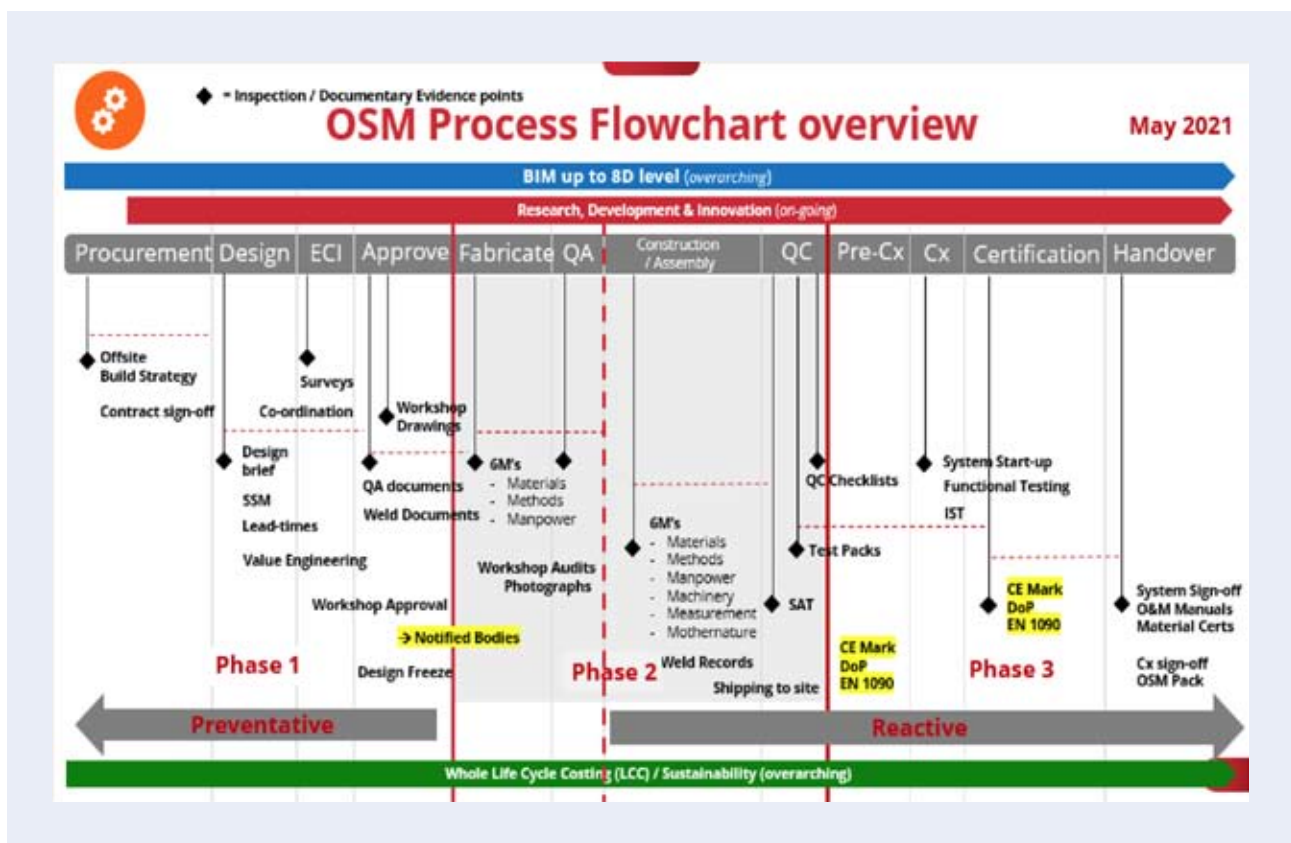 ◆ = Inspection / Documentary Evidence points
OSM Process Flowchart overview
May 2021
BIM up to 8D level (overarching)
Research, Development & Innovation (on-going)
Procurement
Design
ECI
Approve
Fabricate
QA
Construction
/ Assembly
QC
Pre-Cx
Cx
Certification
Handover
Offsite
Build Strategy
Contract sign-off
Design
brief
SSM
Lead-times
Value Engineering
Surveys
Co-ordination
Workshop
Drawings
QA documents
Weld Documents
Workshop Approval
→ Notified Bodies
Design Freeze
6M's
- Materials
- Methods
- Manpower
Workshop Audits
Photographs
6M's
- Materials
- Methods
- Manpower
- Machinery
- Measurement
- Mothernature
Weld Records
Shipping to site
QC Checklists
Test Packs
SAT
CE Mark
DoP
EN 1090
System Start-up
Functional Testing
IST
CE Mark
DoP
EN 1090
System Sign-off
O&M Manuals
Material Certs
Cx sign-off
OSM Pack
Phase 1
Phase 2
Phase 3
Preventative
Reactive
Whole Life Cycle Costing (LCC) / Sustainability (overarching)